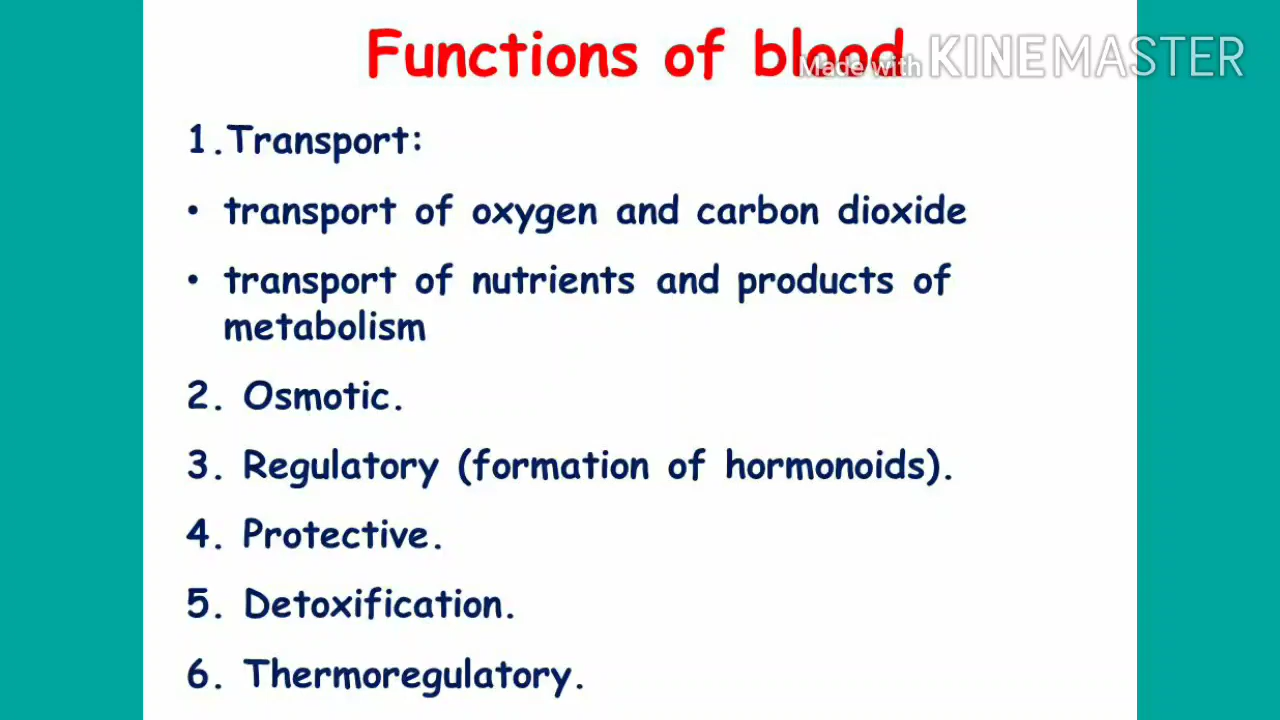 Functions of blood
Made with KINEMASTER
1.Transport:
• transport of oxygen and carbon dioxide
• transport of nutrients and products of
metabolism
2. Osmotic.
3. Regulatory (formation of hormonoids).
4. Protective.
5. Detoxification.
6. Thermoregulatory.